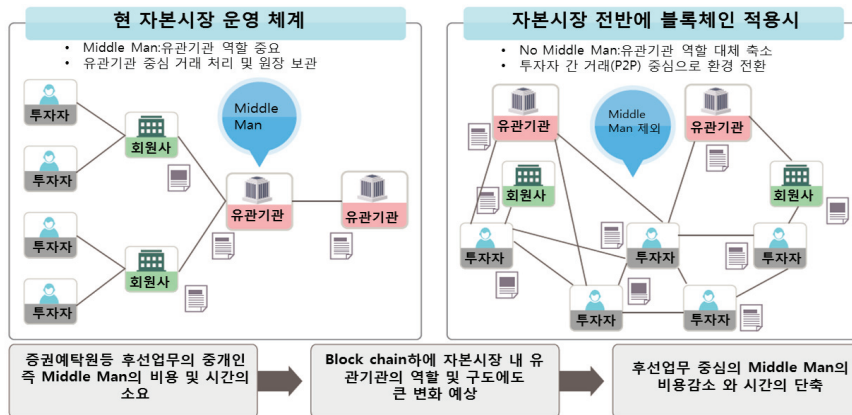 현 자본시장 운영 체계
• Middle Man:유관기관 역할 중요
• 유관기관 중심 거래 처리 및 원장 보관
투자자
투자자
투자자
투자자
회원사
회원사
Middle
Man
유관기관
유관기관
자본시장 전반에 블록체인 적용시
• No Middle Man:유관기관 역할 대체 축소
• 투자자 간 거래(P2P) 중심으로 환경 전환
유관기관
Middle
Man 제외
유관기관
회원사
회원사
투자자
투자자
투자자
투자자
투자자
증권예탁원등 후선업무의 중개인
즉 Middle Man의 비용 및 시간의
소요
Block chain하에 자본시장 내 유
관기관의 역할 및 구도에도
큰 변화 예상
후선업무 중심의 Middle Man의
비용감소 와 시간의 단축